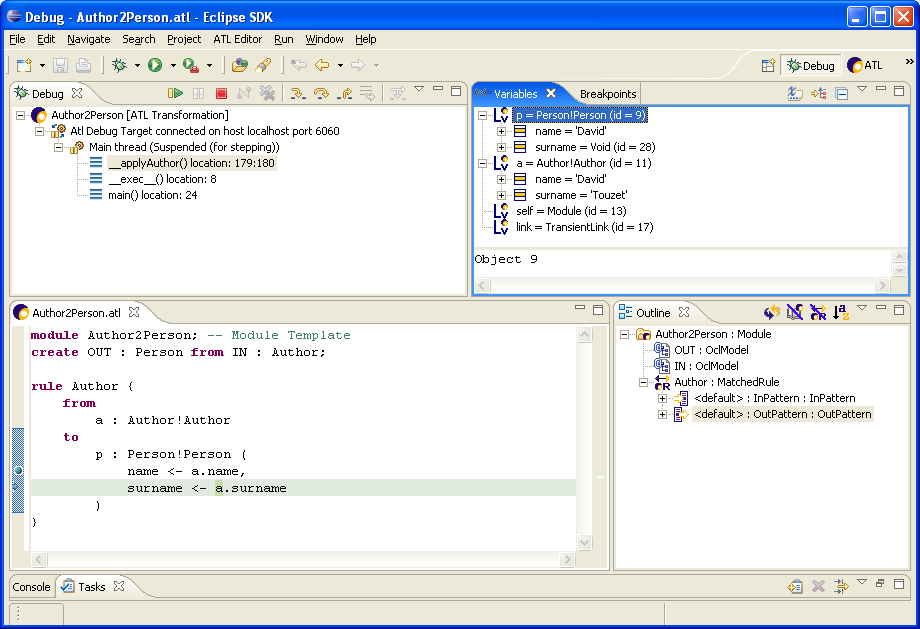 Debug - Author2Person.atl - Eclipse SDK
File Edit Navigate Search Project ATL Editor Run Window Help
Debug ATL »
Debug
Author2Person [ATL Transformation]
Atl Debug Target connected on host localhost port 6060
Main thread (Suspended (for stepping))
__applyAuthor() location: 179:180
__exec__() location: 8
main() location: 24
Variables Breakpoints
p = Person!Person (id = 9)
name = 'David'
surname = Void (id = 28)
a = Author!Author (id = 11)
name = 'David'
surname = 'Touzet'
self = Module (id = 13)
link = TransientLink (id = 17)
Object 9
Author2Person.atl
module Author2Person; -- Module Template
create OUT : Person from IN : Author;
rule Author {
from
a : Author!Author
to
p : Person!Person (
name <- a.name,
surname <- a.surname
)
}
Outline
Author2Person : Module
OUT : OclModel
IN : OclModel
Author : MatchedRule
<default> : InPattern : InPattern
<default> : OutPattern : OutPattern
Console Tasks